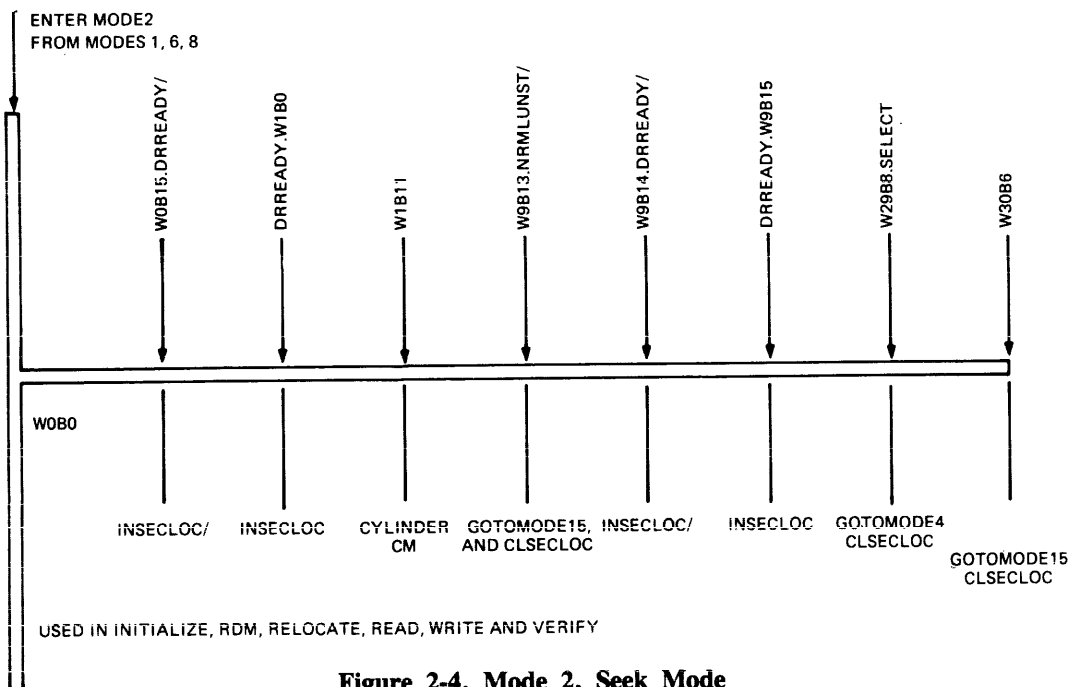 ENTER MODE2
FROM MODES 1, 6, 8
W0B15.DRREADY/
DRREADY.W1B0
W1B11
W9B13.NRMLUNST/
W9B14.DRREADY/
DRREADY.W9B15
W29B8.SELECT
W30B6
W0B0
INSECLOC/
INSECLOC
CYLINDER
CM
GOTOMODE15,
AND CLSECLOC
INSECLOC/
INSECLOC
GOTOMODE4
CLSECLOC
GOTOMODE15
CLSECLOC
USED IN INITIALIZE, RDM, RELOCATE, READ, WRITE AND VERIFY
Figure 2-4. Mode 2, Seek Mode